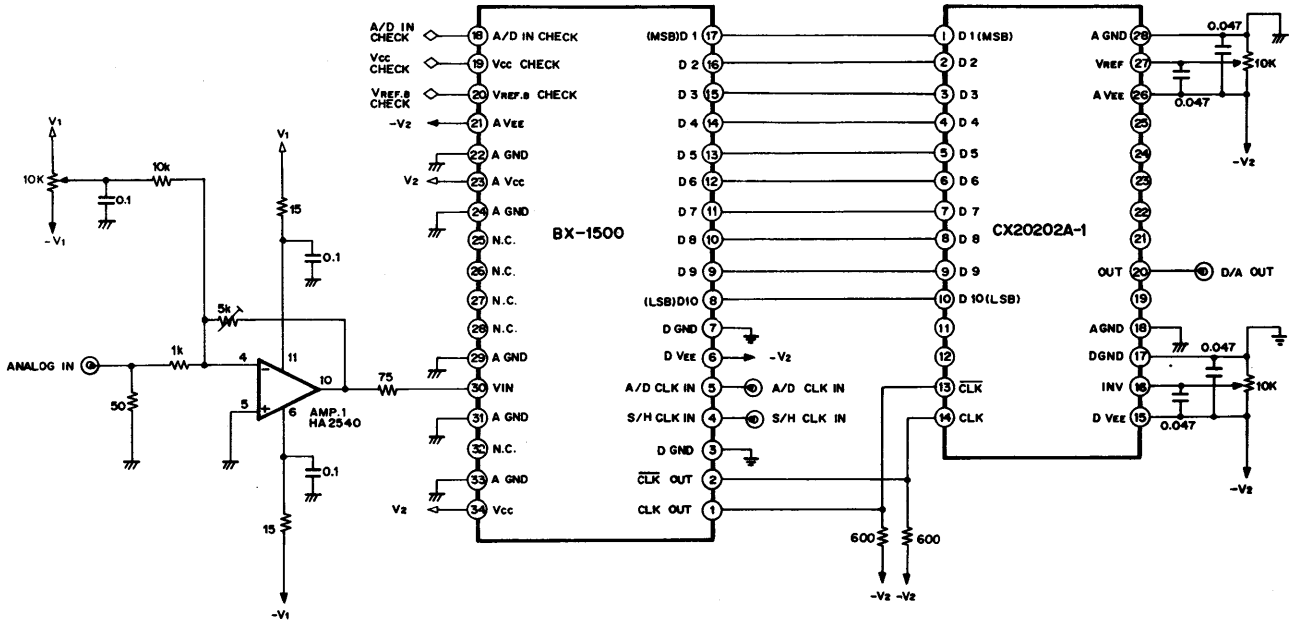 A/D IN CHECK
VCC CHECK
VREF.B CHECK
-V2
V2
V2
18 A/D IN CHECK
19 VCC CHECK
20 VREF.B CHECK
21 A VEE
22 A GND
23 A VCC
24 A GND
25 N.C.
26 N.C.
27 N.C.
28 N.C.
29 A GND
30 VIN
31 A GND
32 N.C.
33 A GND
34 VCC
BX-1500
(MSB)D1 17
D2 16
D3 15
D4 14
D5 13
D6 12
D7 11
D8 10
D9 9
(LSB)D10 8
D GND 7
D VEE 6
-V2
A/D CLK IN 5
A/D CLK IN
S/H CLK IN 4
S/H CLK IN
D GND 3
CLK OUT 2
CLK OUT 1
1 D1(MSB)
2 D2
3 D3
4 D4
5 D5
6 D6
7 D7
8 D8
9 D9
10 D10(LSB)
11
12
13 CLK
14 CLK
CX20202A-1
A GND 28
VREF 27
A VEE 26
25
24
23
22
21
OUT 20
D/A OUT
19
AGND 18
DGND 17
INV 16
D VEE 15
0.047
10K
0.047
-V2
0.047
10K
0.047
-V2
600
600
-V2
-V2
V1
10K
-V1
0.1
10k
V1
15
0.1
5k
ANALOG IN
50
1k
4
5
11
10
6
AMP.1
HA2540
75
0.1
15
-V1